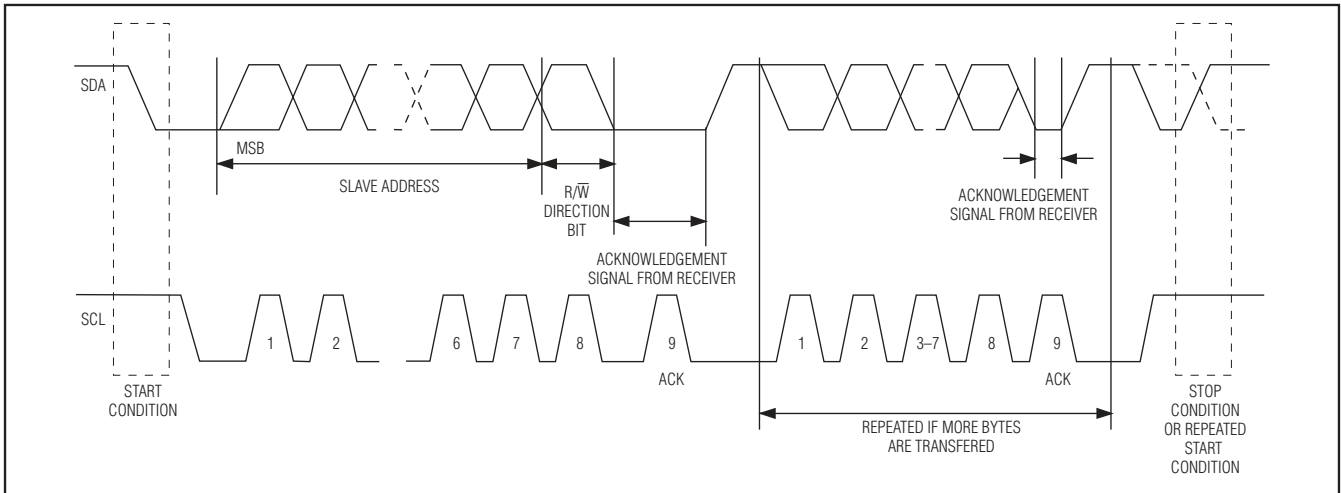 SDA
MSB
SLAVE ADDRESS
R/W̅
DIRECTION
BIT
ACKNOWLEDGEMENT
SIGNAL FROM RECEIVER
ACKNOWLEDGEMENT
SIGNAL FROM RECEIVER
SCL
1
2
6
7
8
9
ACK
1
2
3–7
8
9
ACK
START
CONDITION
REPEATED IF MORE BYTES
ARE TRANSFERED
STOP
CONDITION
OR REPEATED
START
CONDITION